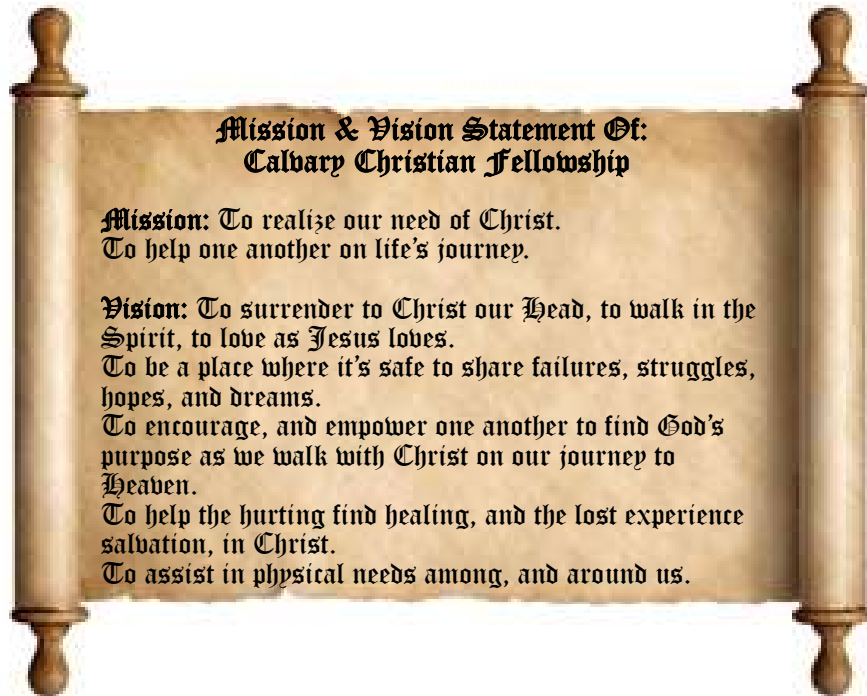 Mission & Vision Statement Of:
Calvary Christian Fellowship
Mission: To realize our need of Christ.
To help one another on life's journey.
Vision: To surrender to Christ our Head, to walk in the
Spirit, to love as Jesus loves.
To be a place where it's safe to share failures, struggles,
hopes, and dreams.
To encourage, and empower one another to find God's
purpose as we walk with Christ on our journey to
Heaven.
To help the hurting find healing, and the lost experience
salvation, in Christ.
To assist in physical needs among, and around us.